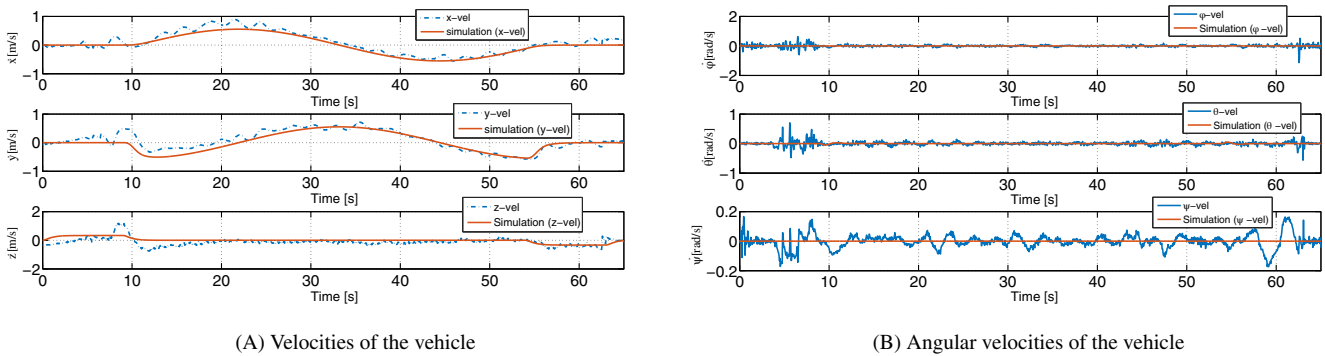 x-vel
simulation (x-vel)
ẋ[m/s]
1
0
−1
0 10 20 30 40 50 60
Time [s]
y-vel
simulation (y-vel)
ẏ[m/s]
1
0
−1
0 10 20 30 40 50 60
Time [s]
z-vel
Simulation (z-vel)
ż[m/s]
2
0
−2
0 10 20 30 40 50 60
Time [s]
(A) Velocities of the vehicle
φ-vel
Simulation (φ -vel)
φ̇[rad/s]
2
0
−2
0 10 20 30 40 50 60
Time [s]
θ-vel
Simulation (θ -vel)
θ̇[rad/s]
1
0
−1
0 10 20 30 40 50 60
Time [s]
ψ-vel
Simulation (ψ -vel)
ψ̇[rad/s]
0.2
0
−0.2
0 10 20 30 40 50 60
Time [s]
(B) Angular velocities of the vehicle